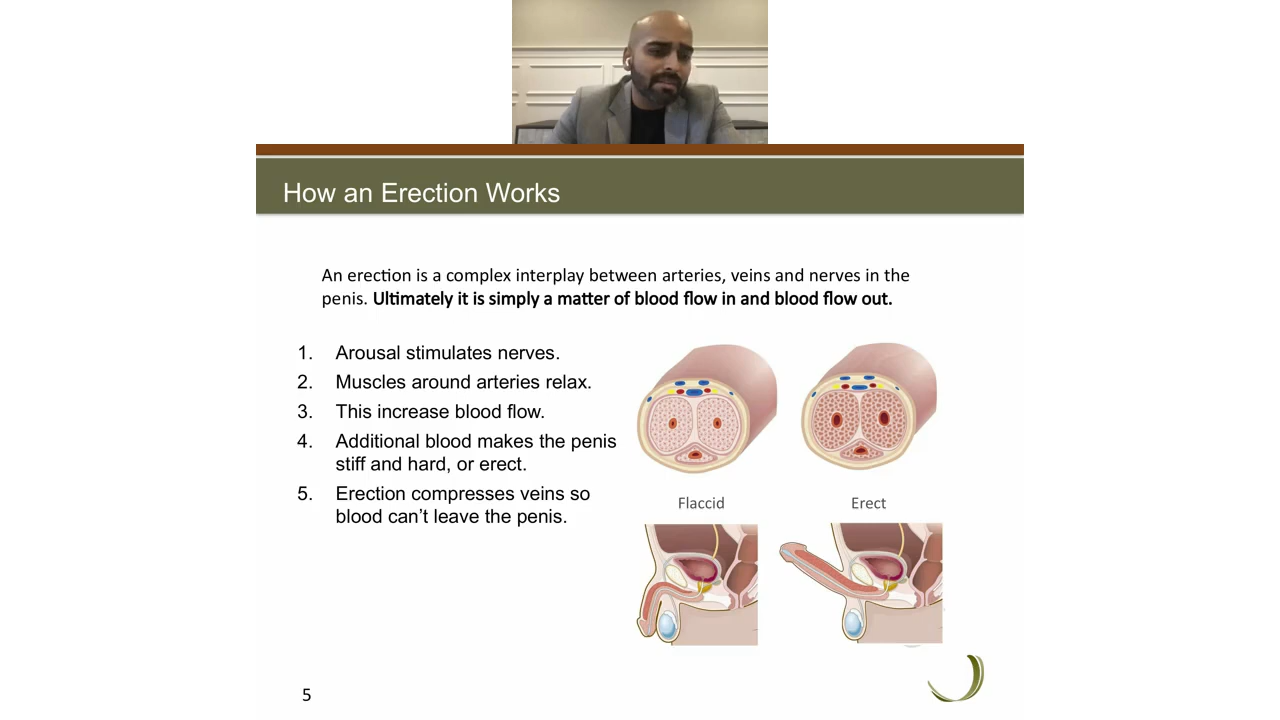 How an Erection Works
An erection is a complex interplay between arteries, veins and nerves in the
penis. Ultimately it is simply a matter of blood flow in and blood flow out.
1. Arousal stimulates nerves.
2. Muscles around arteries relax.
3. This increase blood flow.
4. Additional blood makes the penis
stiff and hard, or erect.
5. Erection compresses veins so
blood can't leave the penis.
Flaccid
Erect
5